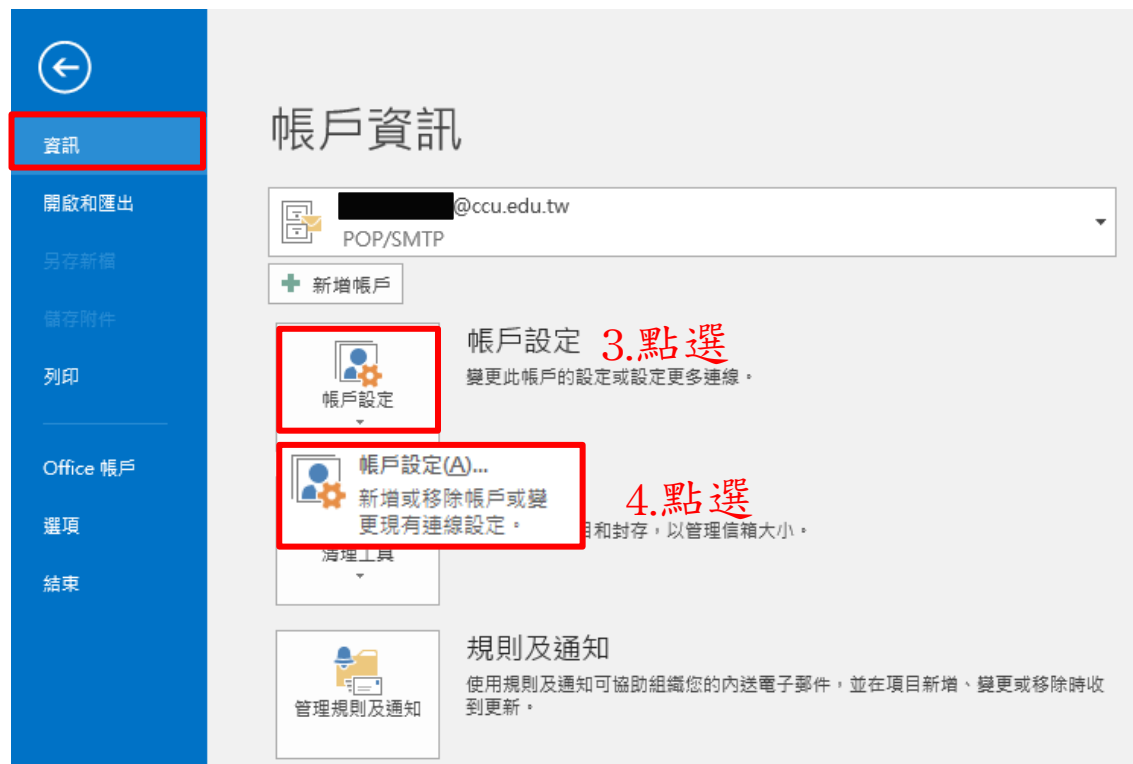 資訊
開啟和匯出
另存新檔
儲存附件
列印
Office 帳戶
選項
結束
帳戶資訊
@ccu.edu.tw
POP/SMTP
新增帳戶
帳戶設定 3.點選
變更此帳戶的設定或設定更多連線。
帳戶設定
帳戶設定(A)...
新增或移除帳戶或變
更現有連線設定。
4.點選
和封存，以管理信箱大小。
清理工具
規則及通知
使用規則及通知可協助組織您的內送電子郵件，並在項目新增、變更或移除時收
到更新。
管理規則及通知